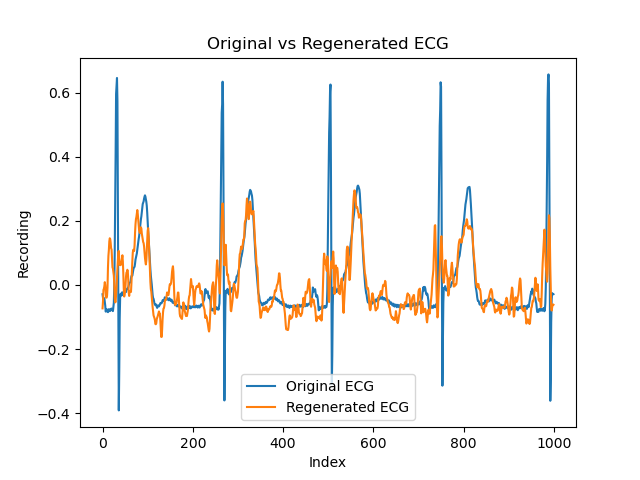 Original vs Regenerated ECG
Recording
0.6
0.4
0.2
0.0
−0.2
−0.4
Original ECG
Regenerated ECG
0 200 400 600 800 1000
Index